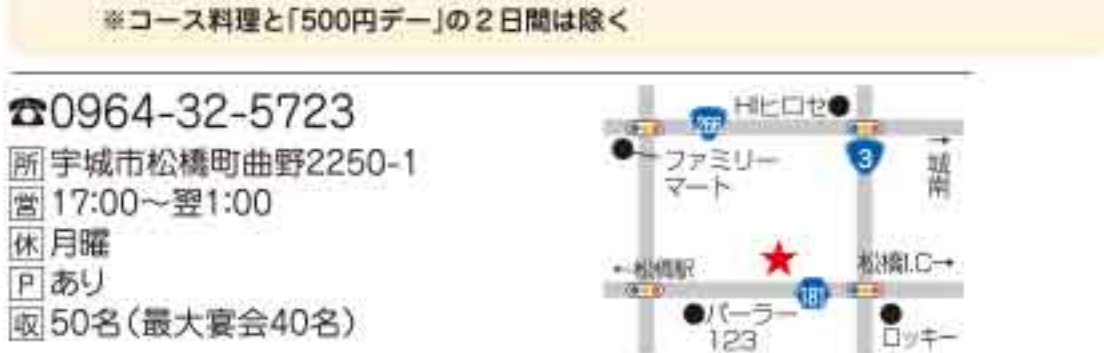 ※コース料理と｢500円デー｣の2日間は除く
☎0964-32-5723
所 宇城市松橋町曲野2250-1
営 17:00〜翌1:00
休 月曜
P あり
収 50名(最大宴会40名)
HIヒロセ
266
ファミリー
マート
3
→城南
←松橋駅
松橋I.C→
181
パーラー
123
ロッキー